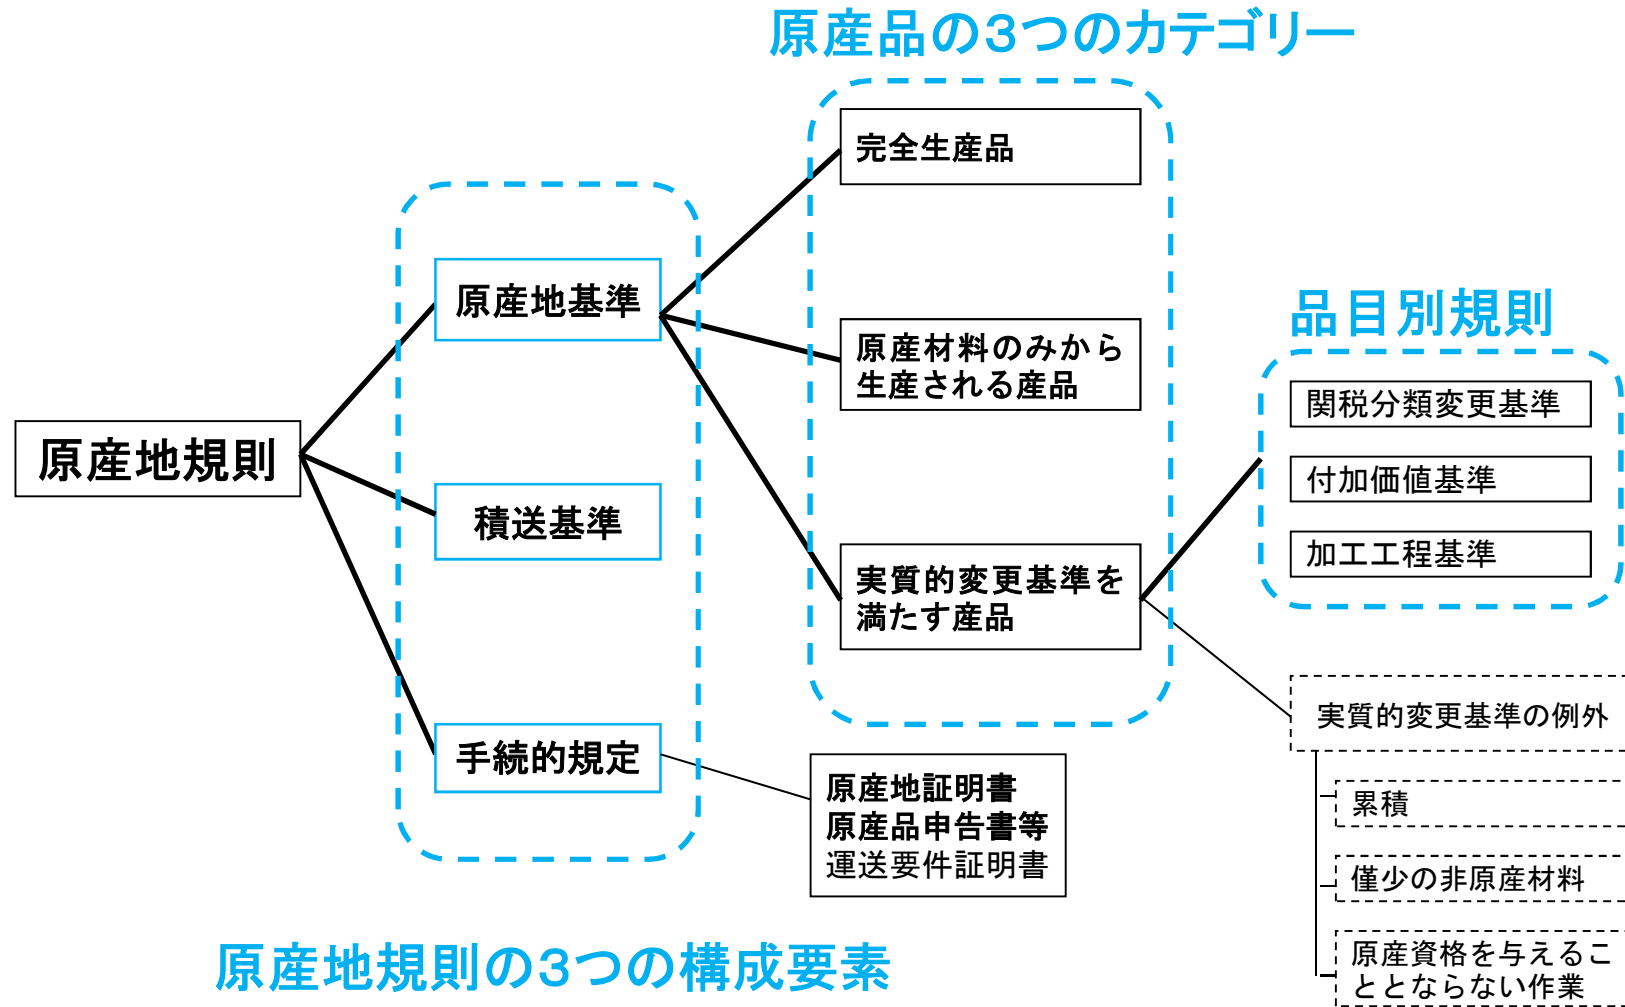 原産品の３つのカテゴリー
完全生産品
原産地基準
原産材料のみから
生産される産品
品目別規則
関税分類変更基準
付加価値基準
加工工程基準
原産地規則
積送基準
実質的変更基準を
満たす産品
実質的変更基準の例外
累積
僅少の非原産材料
原産資格を与えるこ
ととならない作業
手続的規定
原産地証明書
原産品申告書等
運送要件証明書
原産地規則の３つの構成要素